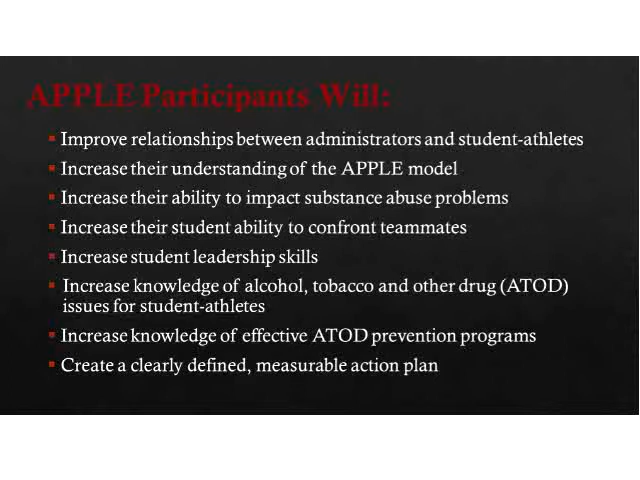 APPLE Participants Will:
Improve relationships between administrators and student-athletes
Increase their understanding of the APPLE model
Increase their ability to impact substance abuse problems
Increase their student ability to confront teammates
Increase student leadership skills
Increase knowledge of alcohol, tobacco and other drug (ATOD)
issues for student-athletes
Increase knowledge of effective ATOD prevention programs
Create a clearly defined, measurable action plan